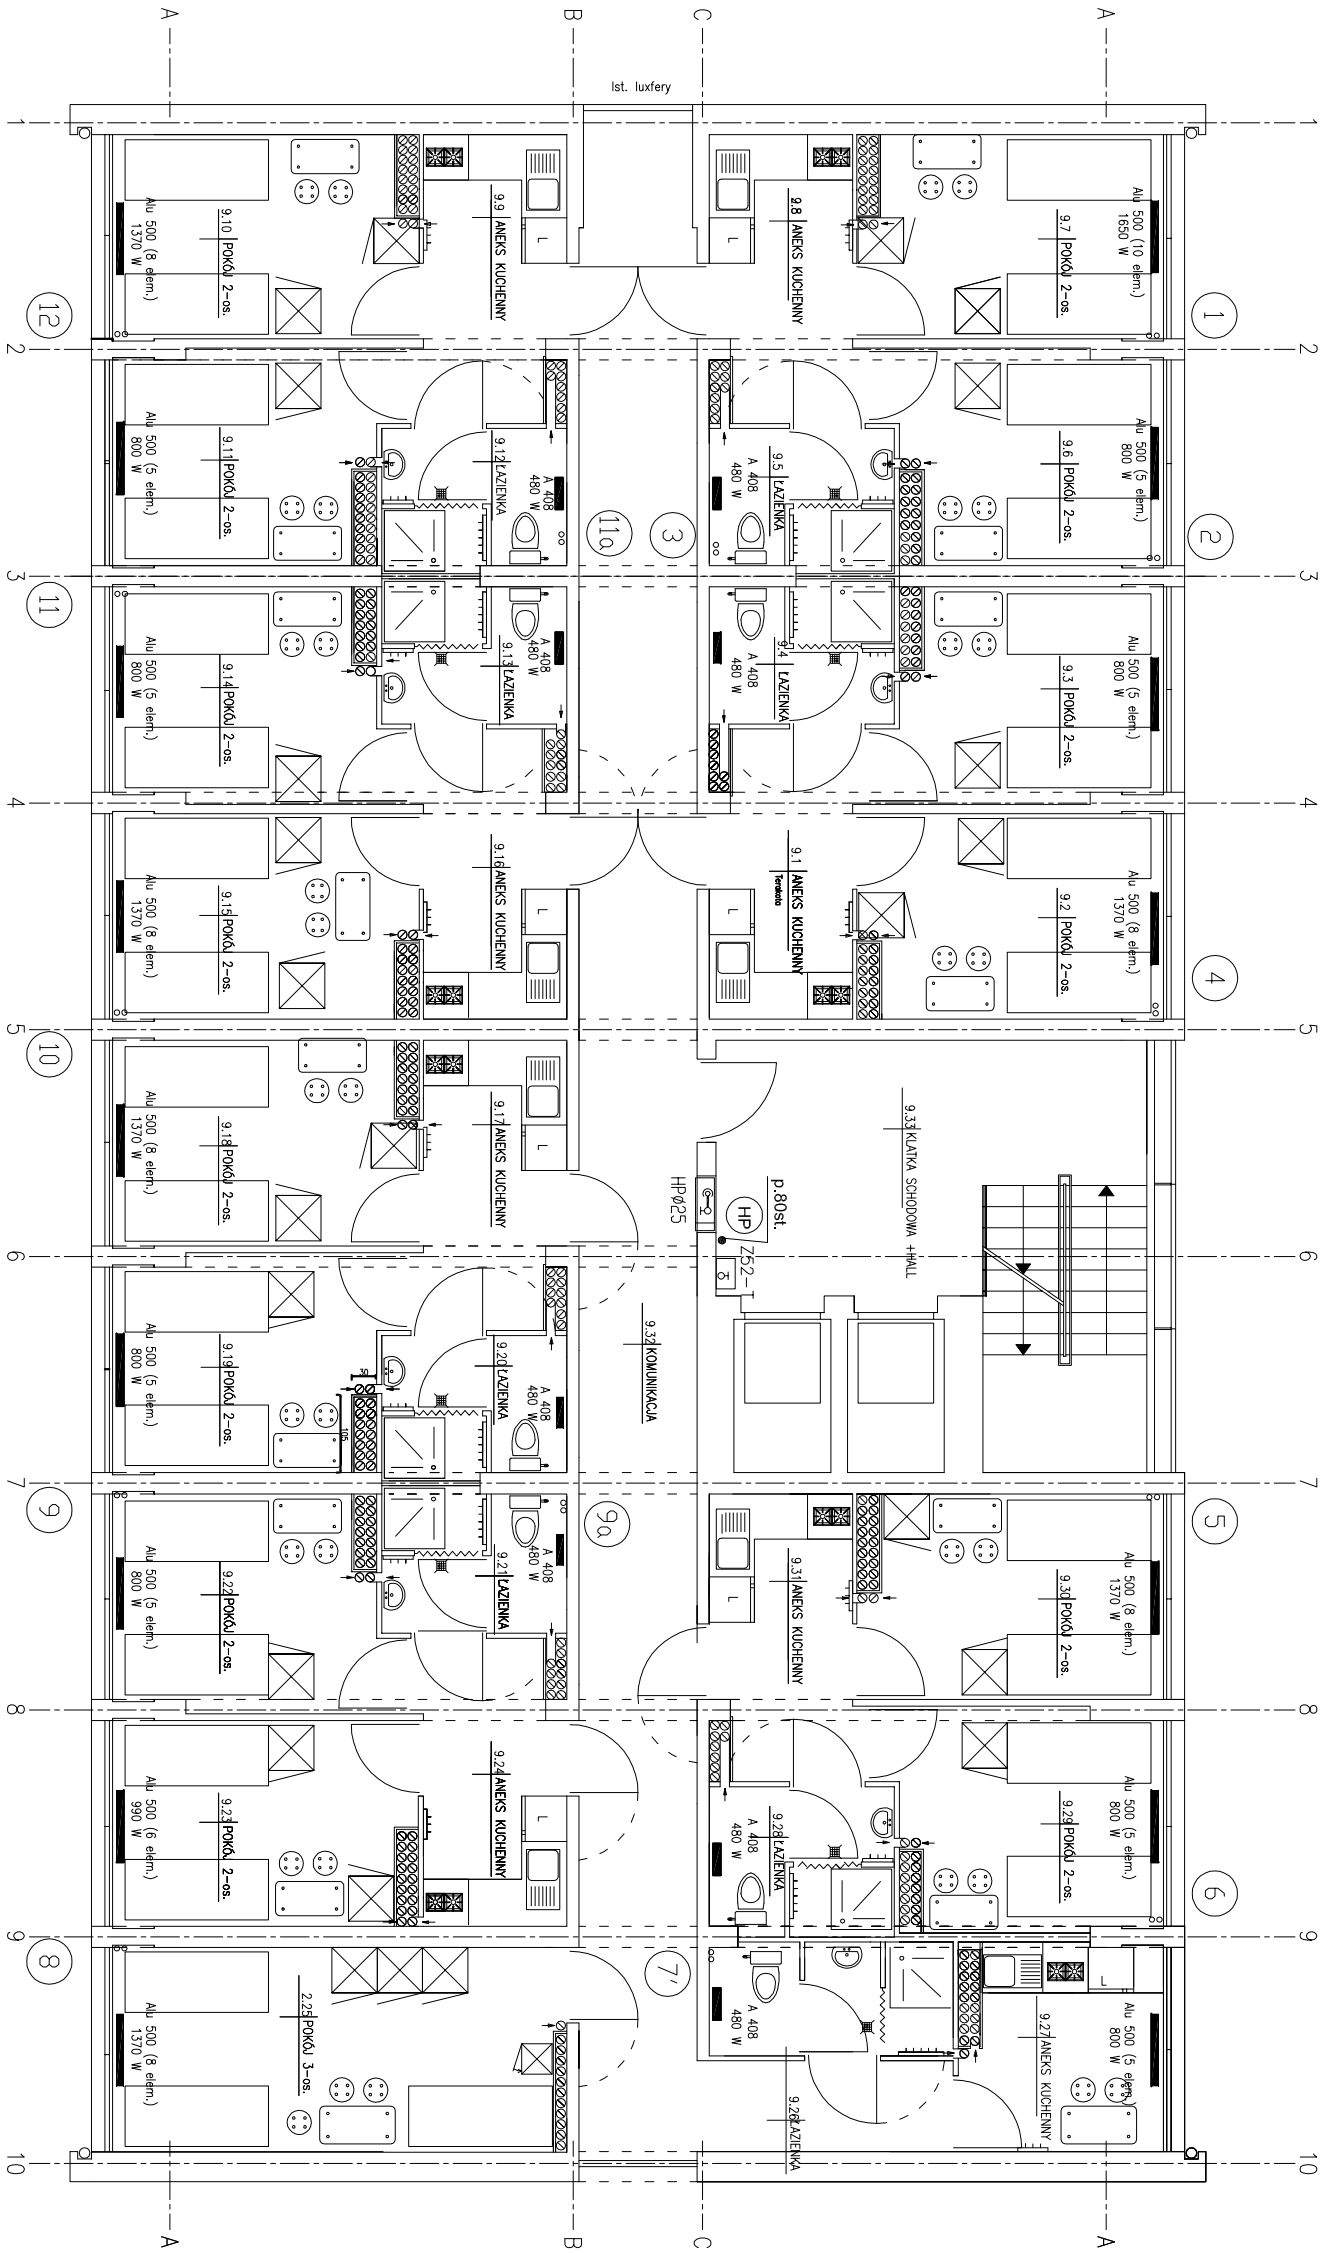 A
B
C
A
Ist. luxfery
1
1
9.10 POKÓJ 2-os.
Alu 500 (8 elem.)
1370 W
9.9 ANEKS KUCHENNY
L
9.8 ANEKS KUCHENNY
L
9.7 POKÓJ 2-os.
Alu 500 (10 elem.)
1650 W
12
1
2
2
9.11 POKÓJ 2-os.
Alu 500 (5 elem.)
800 W
9.12 ŁAZIENKA
A 408
480 W
11a
3
9.5 ŁAZIENKA
A 408
480 W
9.6 POKÓJ 2-os.
Alu 500 (5 elem.)
800 W
2
3
3
11
9.14 POKÓJ 2-os.
Alu 500 (5 elem.)
800 W
9.13 ŁAZIENKA
A 408
480 W
9.4 ŁAZIENKA
A 408
480 W
9.3 POKÓJ 2-os.
Alu 500 (5 elem.)
800 W
4
4
9.15 POKÓJ 2-os.
Alu 500 (8 elem.)
1370 W
9.16 ANEKS KUCHENNY
L
9.1 ANEKS KUCHENNY
Terakota
L
9.2 POKÓJ 2-os.
Alu 500 (8 elem.)
1370 W
4
5
5
10
9.18 POKÓJ 2-os.
Alu 500 (8 elem.)
1370 W
9.17 ANEKS KUCHENNY
L
9.33 KLATKA SCHODOWA +HALL
HPØ25
HP
p.80st.
Z52-T
6
6
9.19 POKÓJ 2-os.
Alu 500 (5 elem.)
800 W
30
105
9.20 ŁAZIENKA
A 408
480 W
9.32 KOMUNIKACJA
7
7
9
9a
5
9.22 POKÓJ 2-os.
Alu 500 (5 elem.)
800 W
9.21 ŁAZIENKA
A 408
480 W
9.31 ANEKS KUCHENNY
L
9.30 POKÓJ 2-os.
Alu 500 (8 elem.)
1370 W
8
8
9.23 POKÓJ 2-os.
Alu 500 (6 elem.)
990 W
9.24 ANEKS KUCHENNY
L
9.28 ŁAZIENKA
A 408
480 W
9.29 POKÓJ 2-os.
Alu 500 (5 elem.)
800 W
6
9
9
8
7'
2.25 POKÓJ 3-os.
Alu 500 (8 elem.)
1370 W
A 408
480 W
9.26 ŁAZIENKA
L
9.27 ANEKS KUCHENNY
Alu 500 (5 elem.)
800 W
10
10
A
B
C
A